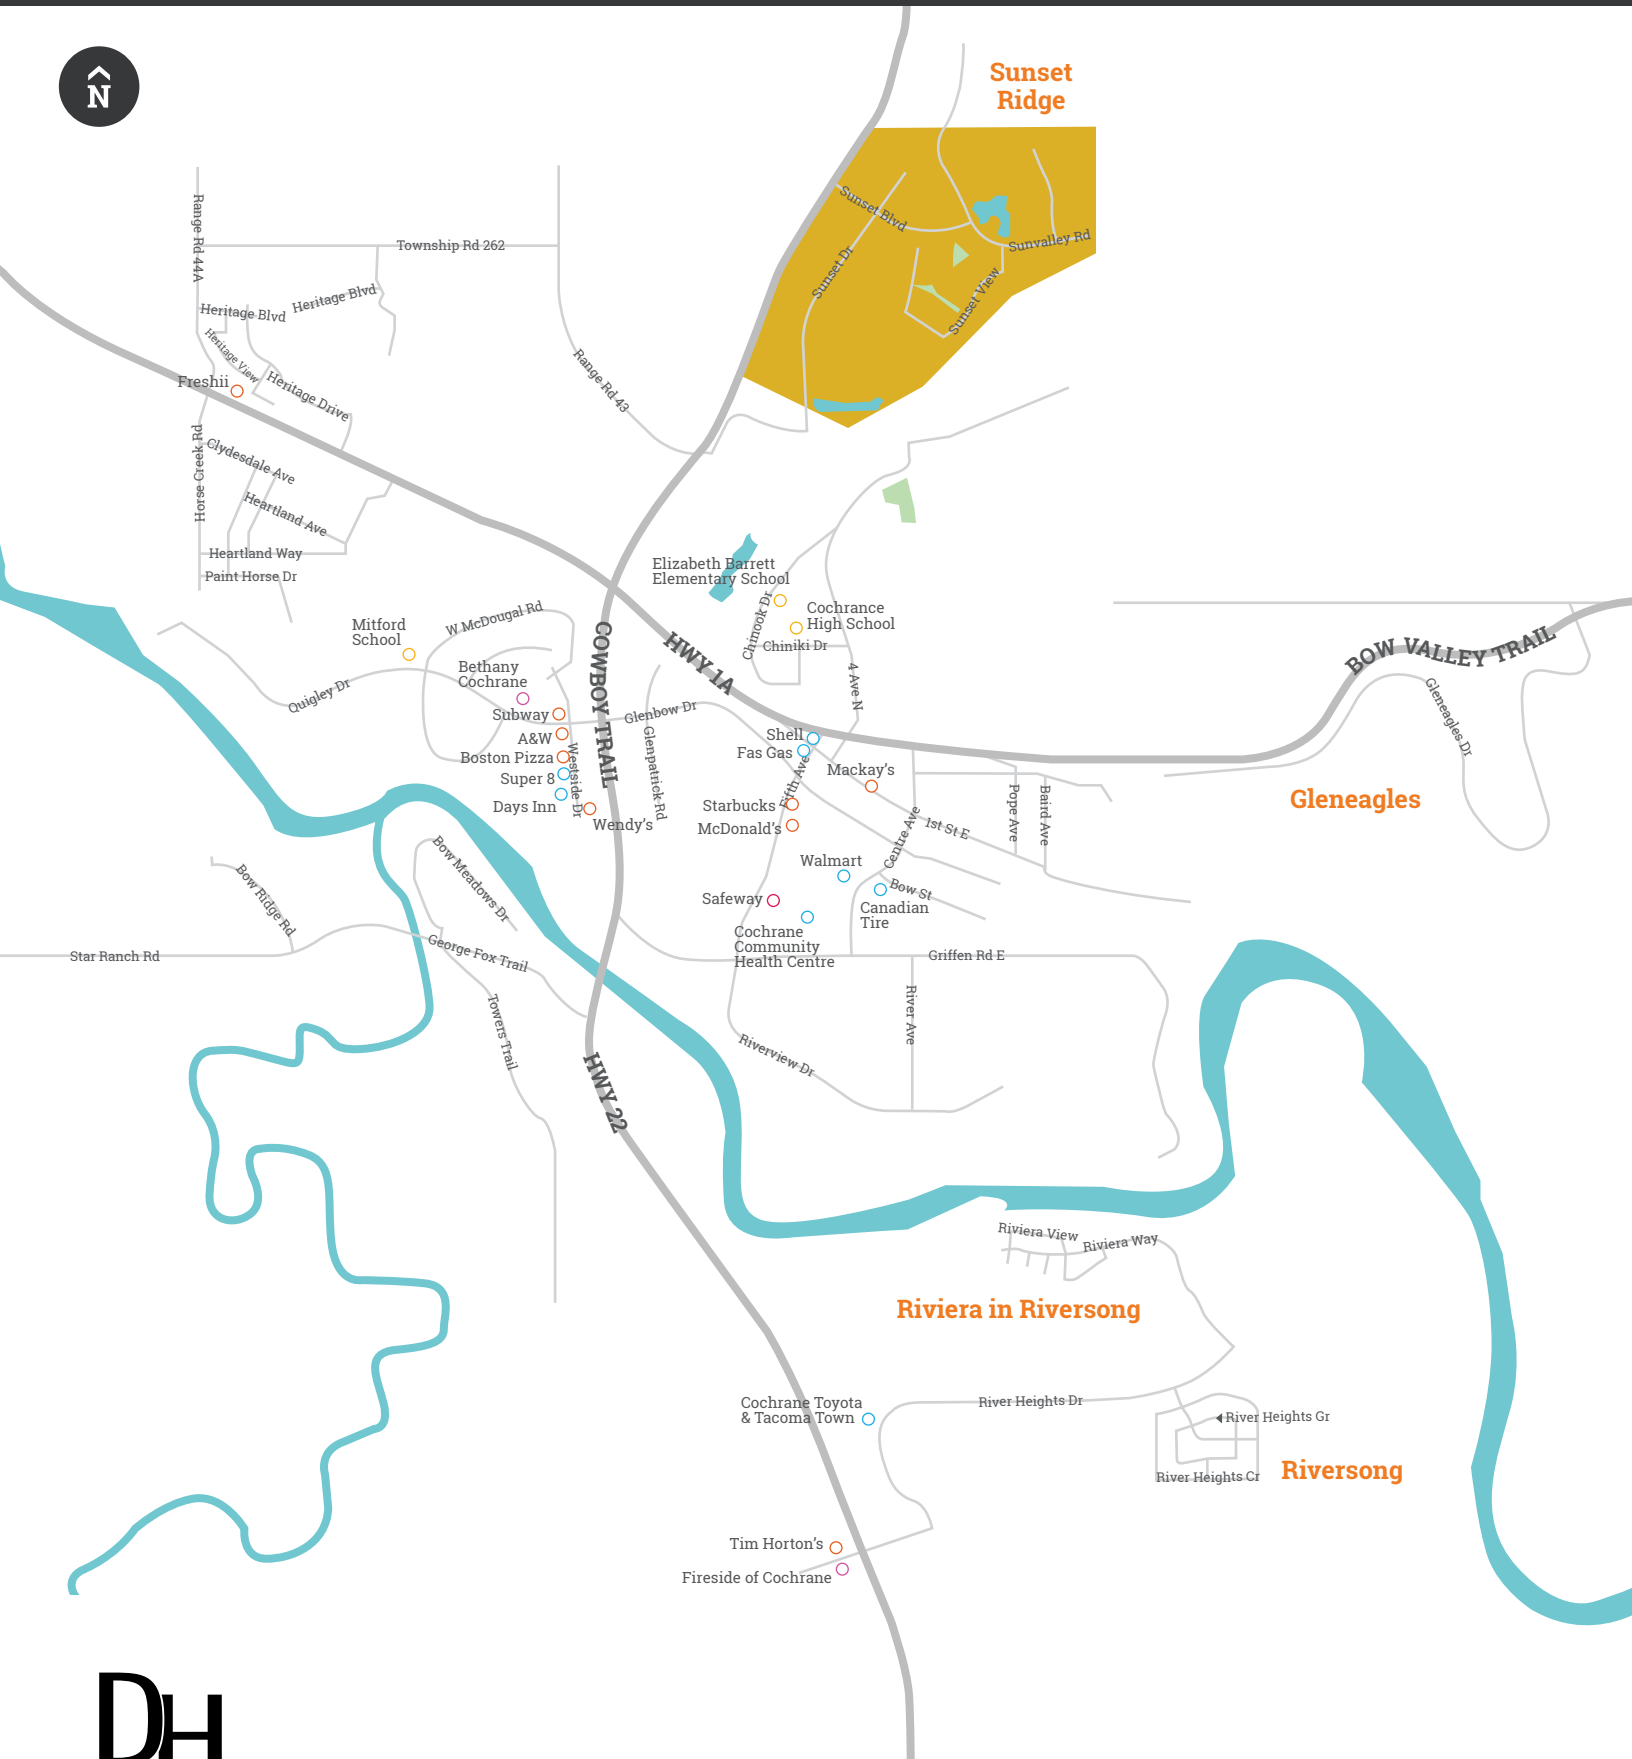 N
Sunset
Ridge
Range Rd 44A
Township Rd 262
Sunset Blvd
Sunvalley Rd
Sunset Dr
Sunset View
Heritage Blvd
Heritage Blvd
Heritage View
Freshii
Heritage Drive
Range Rd 43
Horse Creek Rd
Clydesdale Ave
Heartland Ave
Heartland Way
Paint Horse Dr
Elizabeth Barrett
Elementary School
Chinook Dr
Cochrance
High School
Chiniki Dr
Mitford
School
W McDougal Rd
COWBOY TRAIL
HWY 1A
BOW VALLEY TRAIL
Bethany
Cochrane
Quigley Dr
4 Ave N
Gleneagles Dr
Subway
Glenbow Dr
A&W
Shell
Fas Gas
Boston Pizza
Westside Dr
Glenpatrick Rd
Super 8
Mackay's
Fifth Ave
Days Inn
Wendy's
Starbucks
McDonald's
Pope Ave
Baird Ave
Gleneagles
1st St E
Centre Ave
Walmart
Bow Meadows Dr
Bow Ridge Rd
Safeway
Bow St
Canadian
Tire
Cochrane
Community
Health Centre
Star Ranch Rd
George Fox Trail
Griffen Rd E
Towers Trail
River Ave
Riverview Dr
HWY 22
Riviera View
Riviera Way
Riviera in Riversong
Cochrane Toyota
& Tacoma Town
River Heights Dr
River Heights Gr
River Heights Cr
Riversong
Tim Horton's
Fireside of Cochrane
DH